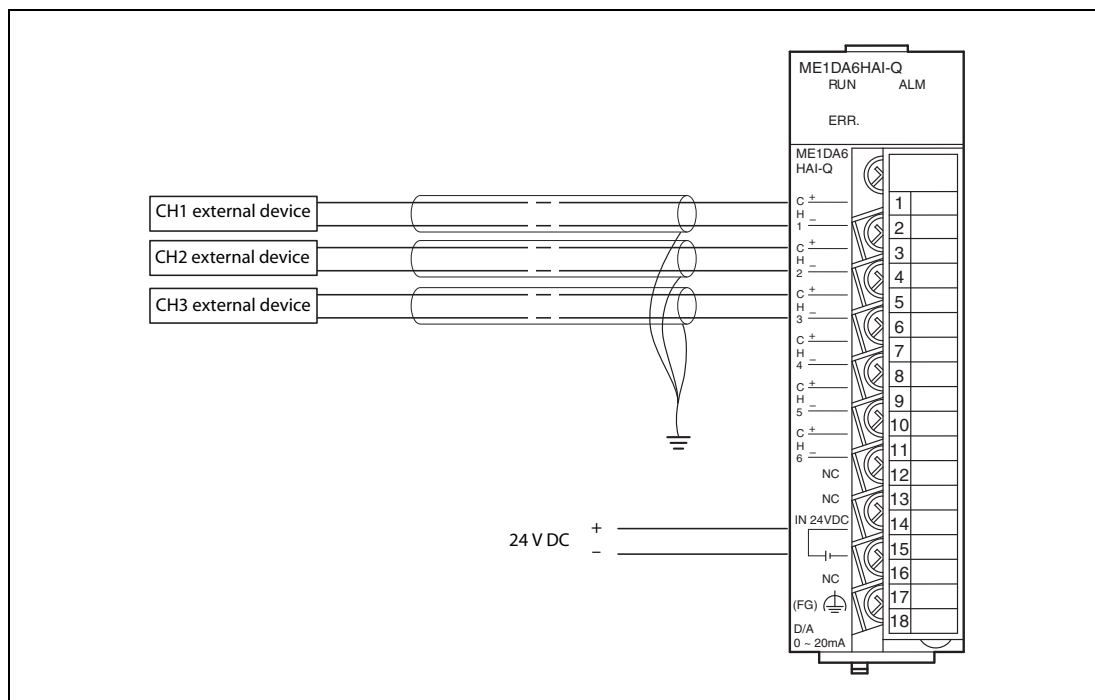 ME1DA6HAI-Q
RUN ALM
ERR.
ME1DA6
HAI-Q
CH1 external device
CH2 external device
CH3 external device
C +
H
1 –
C +
H
2 –
C +
H
3 –
C +
H
4 –
C +
H
5 –
C +
H
6 –
NC
NC
IN 24VDC
24 V DC + –
NC
(FG)
D/A
0 ~ 20mA
1
2
3
4
5
6
7
8
9
10
11
12
13
14
15
16
17
18